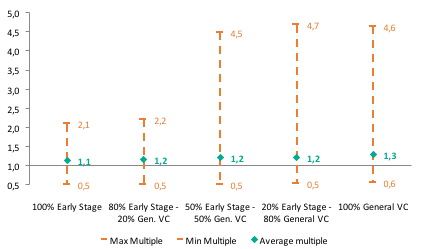 5,0
4,5
4,0
3,5
3,0
2,5
2,0
1,5
1,0
0,5
2,1
2,2
4,5
4,7
4,6
1,1
1,2
1,2
1,2
1,3
0,5
0,5
0,5
0,5
0,6
100% Early Stage
80% Early Stage -
20% Gen. VC
50% Early Stage -
50% Gen. VC
20% Early Stage -
80% General VC
100% General VC
Max Multiple
Min Multiple
Average multiple